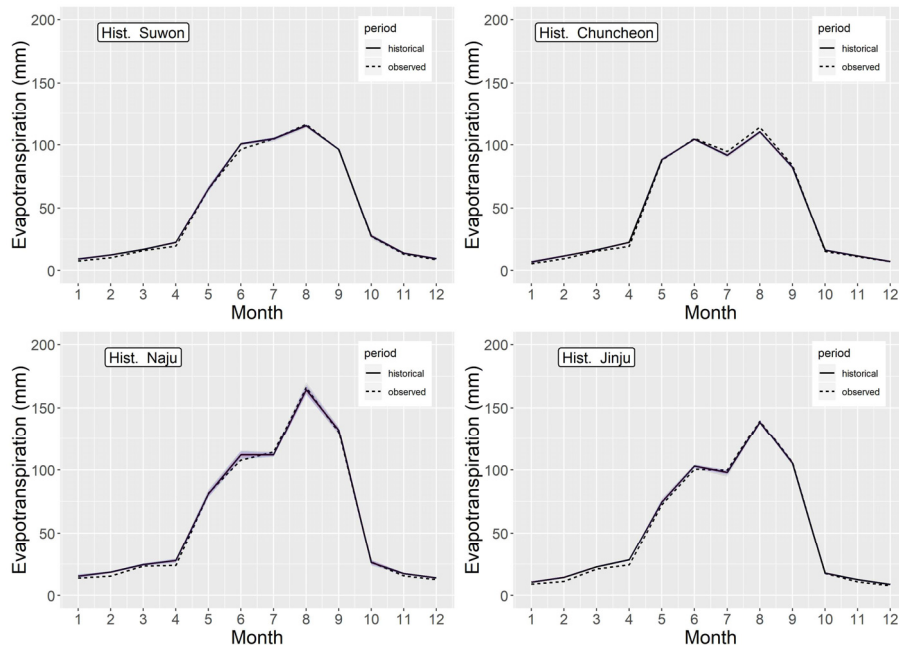 200
150
100
50
0
Evapotranspiration (mm)
Hist. Suwon
period
historical
observed
1 2 3 4 5 6 7 8 9 10 11 12
Month
200
150
100
50
0
Evapotranspiration (mm)
Hist. Chuncheon
period
historical
observed
1 2 3 4 5 6 7 8 9 10 11 12
Month
200
150
100
50
0
Evapotranspiration (mm)
Hist. Naju
period
historical
observed
1 2 3 4 5 6 7 8 9 10 11 12
Month
200
150
100
50
0
Evapotranspiration (mm)
Hist. Jinju
period
historical
observed
1 2 3 4 5 6 7 8 9 10 11 12
Month